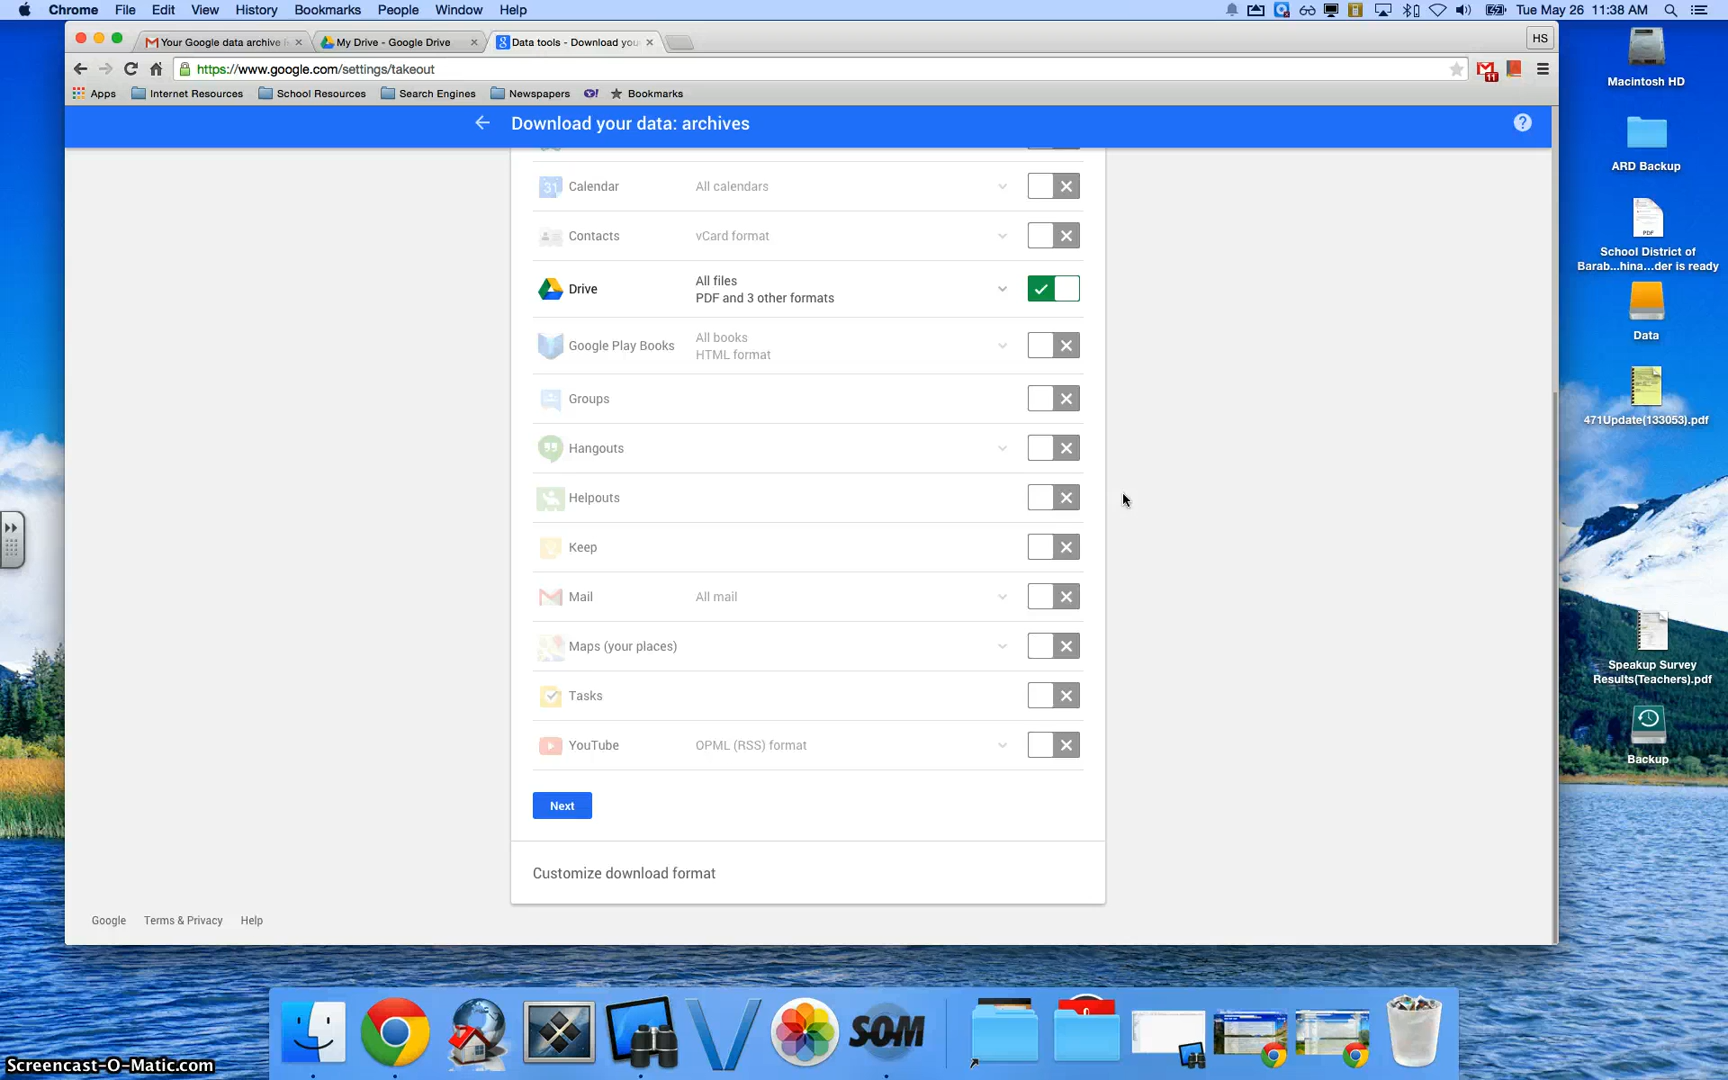 Chrome File Edit View History Bookmarks People Window Help Tue May 26 11:38 AM
Your Google data archive My Drive - Google Drive Data tools - Download you HS
https://www.google.com/settings/takeout 11
Apps Internet Resources School Resources Search Engines Newspapers Bookmarks
Download your data: archives ?
31 Calendar All calendars
Contacts vCard format
Drive All files
PDF and 3 other formats
Google Play Books All books
HTML format
Groups
Hangouts
Helpouts
Keep
Mail All mail
Maps (your places)
Tasks
YouTube OPML (RSS) format
Next
Customize download format
Google Terms & Privacy Help
Macintosh HD
ARD Backup
PDF
School District of
Barab...hina...der is ready
Data
471Update(133053).pdf
Speakup Survey
Results(Teachers).pdf
Backup
SOM
Screencast-O-Matic.com